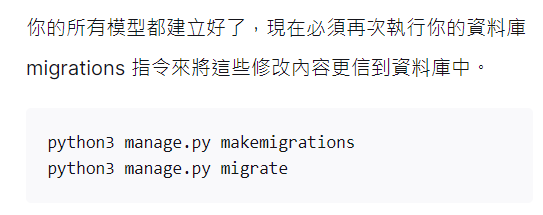 你的所有模型都建立好了，現在必須再次執行你的資料庫
migrations 指令來將這些修改內容更信到資料庫中。
python3 manage.py makemigrations
python3 manage.py migrate